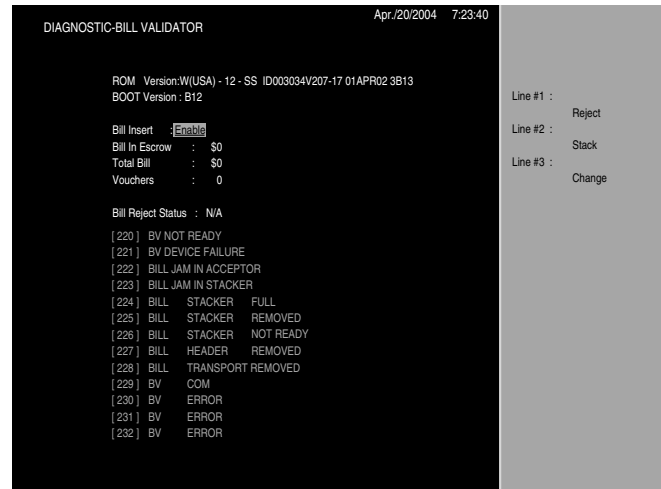 Apr./20/2004 7:23:40
DIAGNOSTIC-BILL VALIDATOR
ROM Version:W(USA) - 12 - SS ID003034V207-17 01APR02 3B13
BOOT Version : B12
Bill Insert : Enable
Bill In Escrow : $0
Total Bill : $0
Vouchers : 0
Bill Reject Status : N/A
[ 220 ] BV NOT READY
[ 221 ] BV DEVICE FAILURE
[ 222 ] BILL JAM IN ACCEPTOR
[ 223 ] BILL JAM IN STACKER
[ 224 ] BILL STACKER FULL
[ 225 ] BILL STACKER REMOVED
[ 226 ] BILL STACKER NOT READY
[ 227 ] BILL HEADER REMOVED
[ 228 ] BILL TRANSPORT REMOVED
[ 229 ] BV COM
[ 230 ] BV ERROR
[ 231 ] BV ERROR
[ 232 ] BV ERROR
Line #1 :
Reject
Line #2 :
Stack
Line #3 :
Change